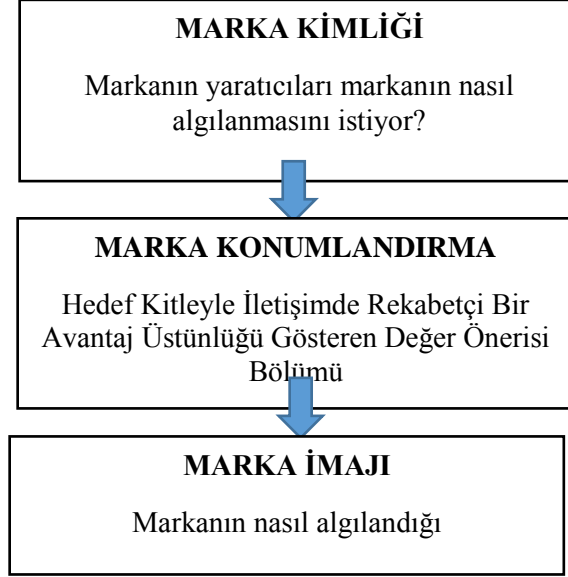 MARKA KİMLİĞİ
Markanın yaratıcıları markanın nasıl
algılanmasını istiyor?
MARKA KONUMLANDIRMA
Hedef Kitleyle İletişimde Rekabetçi Bir
Avantaj Üstünlüğü Gösteren Değer Önerisi
Bölümü
MARKA İMAJI
Markanın nasıl algılandığı